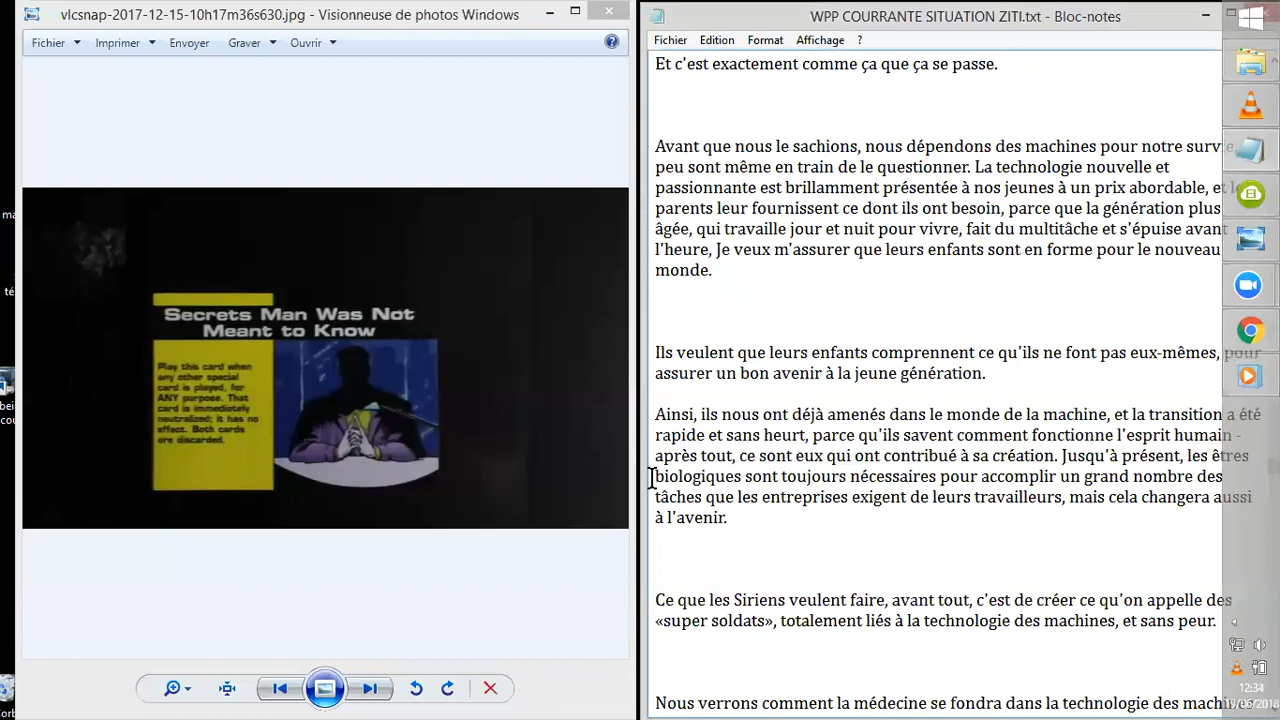 vlcsnap-2017-12-15-10h17m36s630.jpg - Visionneuse de photos Windows
Fichier
Imprimer
Envoyer
Graver
Ouvrir
Secrets Man Was Not
Meant to Know
Play this card when
any other special
card is played, for
ANY purpose. That
card is immediately
neutralized; it has no
effect. Both cards
are discarded.
WPP COURRANTE SITUATION ZITI.txt - Bloc-notes
Fichier
Edition
Format
Affichage
?
Et c'est exactement comme ça que ça se passe.
Avant que nous le sachions, nous dépendons des machines pour notre survie,
peu sont même en train de le questionner. La technologie nouvelle et
passionnante est brillamment présentée à nos jeunes à un prix abordable, et
parents leur fournissent ce dont ils ont besoin, parce que la génération plus
âgée, qui travaille jour et nuit pour vivre, fait du multitâche et s'épuise avant
l'heure, Je veux m'assurer que leurs enfants sont en forme pour le nouveau
monde.
Ils veulent que leurs enfants comprennent ce qu'ils ne font pas eux-mêmes, pour
assurer un bon avenir à la jeune génération.
Ainsi, ils nous ont déjà amenés dans le monde de la machine, et la transition a été
rapide et sans heurt, parce qu'ils savent comment fonctionne l'esprit humain -
après tout, ce sont eux qui ont contribué à sa création. Jusqu'à présent, les êtres
biologiques sont toujours nécessaires pour accomplir un grand nombre des
tâches que les entreprises exigent de leurs travailleurs, mais cela changera aussi
à l'avenir.
Ce que les Siriens veulent faire, avant tout, c'est de créer ce qu'on appelle des
«super soldats», totalement liés à la technologie des machines, et sans peur.
Nous verrons comment la médecine se fondra dans la technologie des machines
12:34
19/06/2018